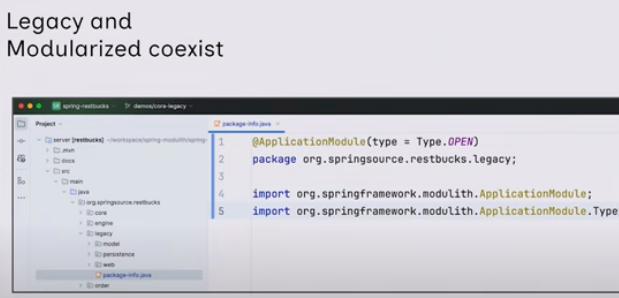 Legacy and
Modularized coexist
SR spring-restbucks
demos/core-legacy
Project
package-info.java
server [restbucks] ~/workspace/spring-modulith/spring-
.mvn
docs
src
main
java
org.springsource.restbucks
core
engine
legacy
model
persistence
web
package-info.java
order
1 @ApplicationModule(type = Type.OPEN)
2 package org.springsource.restbucks.legacy;
3
4 import org.springframework.modulith.ApplicationModule;
5 import org.springframework.modulith.ApplicationModule.Type